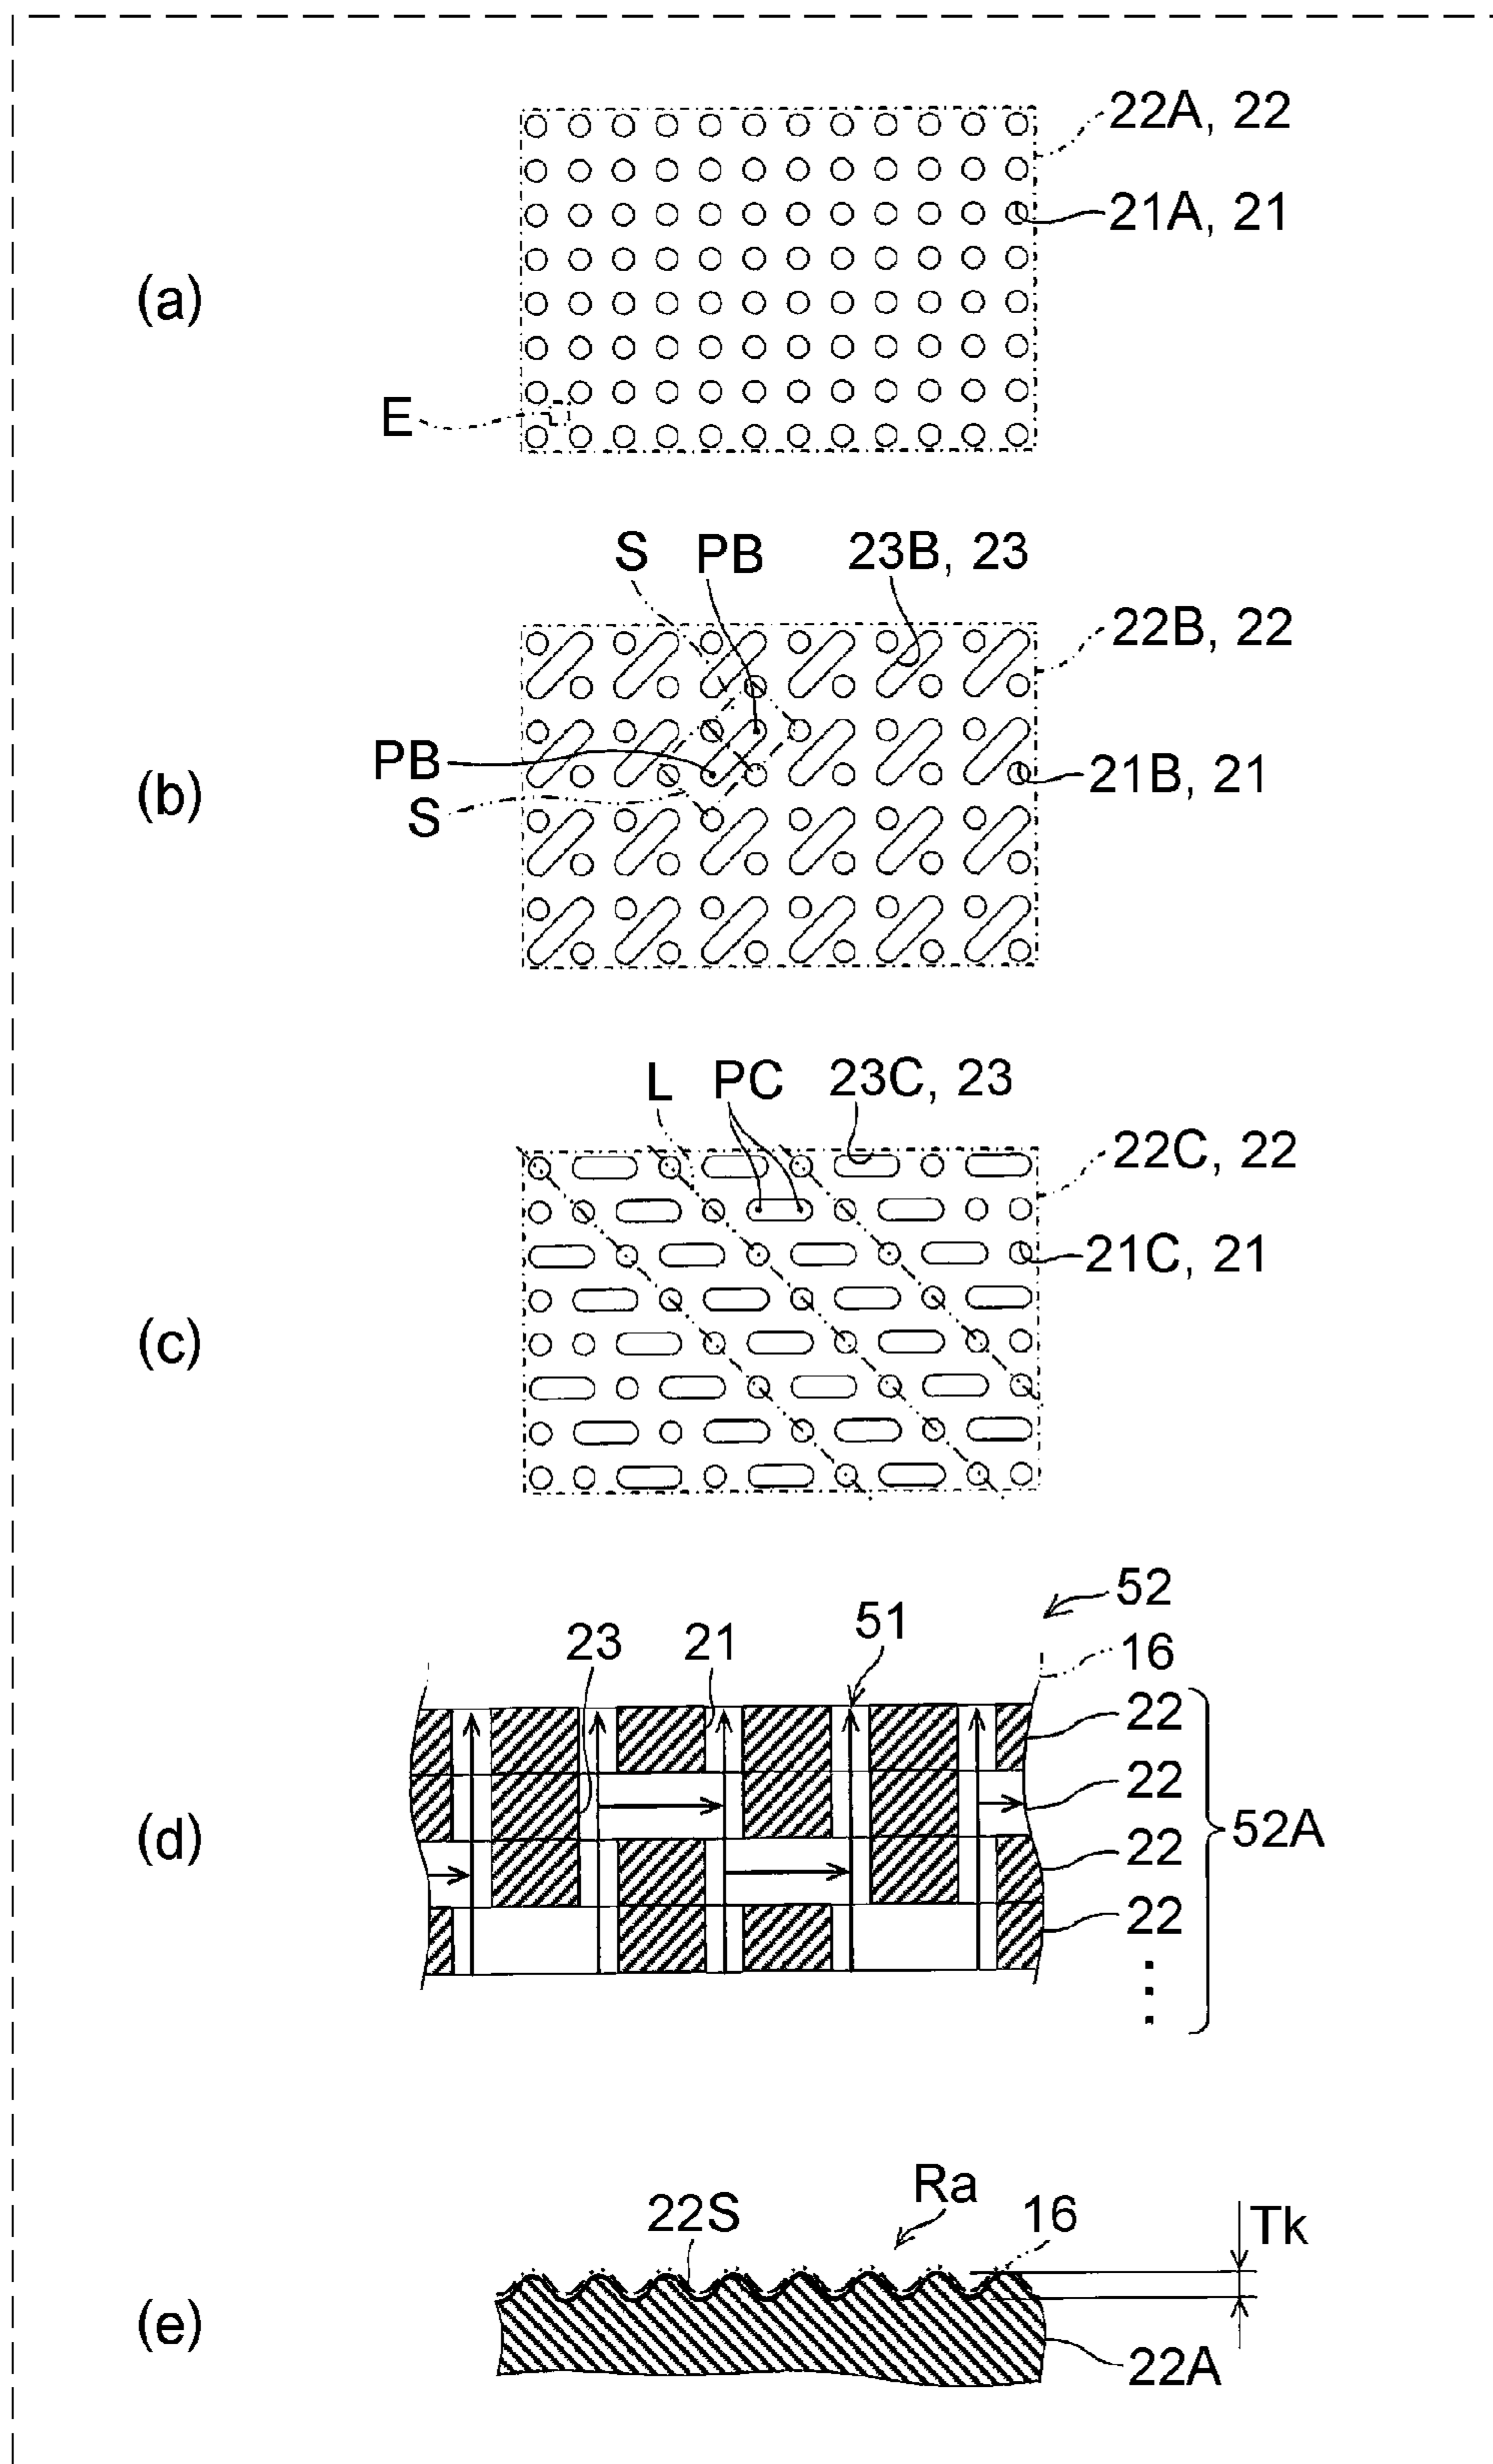 (a)
22A, 22
21A, 21
E
(b)
S
PB
23B, 23
22B, 22
PB
S
21B, 21
(c)
L
PC
23C, 23
22C, 22
21C, 21
(d)
52
51
23
21
16
22
22
22
22
52A
(e)
Ra
22S
16
Tk
22A